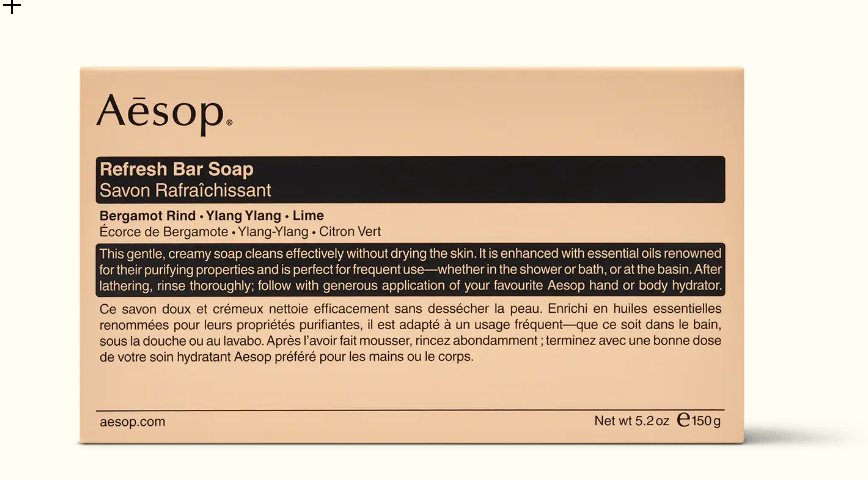 Aēsop®
Refresh Bar Soap
Savon Rafraîchissant
Bergamot Rind • Ylang Ylang • Lime
Écorce de Bergamote • Ylang-Ylang • Citron Vert
This gentle, creamy soap cleans effectively without drying the skin. It is enhanced with essential oils renowned
for their purifying properties and is perfect for frequent use—whether in the shower or bath, or at the basin. After
lathering, rinse thoroughly; follow with generous application of your favourite Aesop hand or body hydrator.
Ce savon doux et crémeux nettoie efficacement sans dessécher la peau. Enrichi en huiles essentielles
renommées pour leurs propriétés purifiantes, il est adapté à un usage fréquent—que ce soit dans le bain,
sous la douche ou au lavabo. Après l'avoir fait mousser, rincez abondamment ; terminez avec une bonne dose
de votre soin hydratant Aesop préféré pour les mains ou le corps.
aesop.com
Net wt 5.2 oz ℮150 g